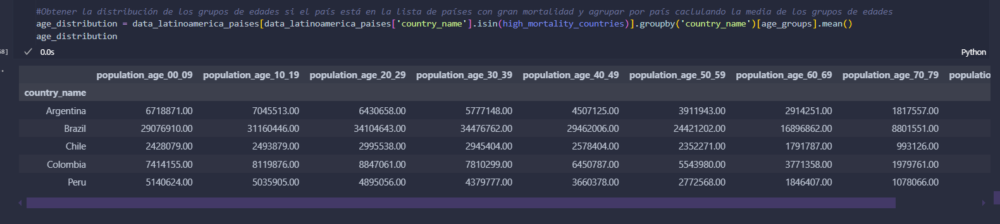 #Obtener la distribución de los grupos de edades si el país está en la lista de países con gran mortalidad y agrupar por país caclulando la media de los grupos de edades
age_distribution = data_latinoamerica_paises[data_latinoamerica_paises['country_name'].isin(high_mortality_countries)].groupby('country_name')[age_groups].mean()
age_distribution
68] ✓ 0.0s Python
population_age_00_09 population_age_10_19 population_age_20_29 population_age_30_39 population_age_40_49 population_age_50_59 population_age_60_69 population_age_70_79 populatio
country_name
Argentina 6718871.00 7045513.00 6430658.00 5777148.00 4507125.00 3911943.00 2914251.00 1817557.00
Brazil 29076910.00 31160446.00 34104643.00 34476762.00 29462006.00 24421202.00 16896862.00 8801551.00
Chile 2428079.00 2493879.00 2995538.00 2945404.00 2578404.00 2352271.00 1791787.00 993126.00
Colombia 7414155.00 8119876.00 8847061.00 7810299.00 6450787.00 5543980.00 3771358.00 1979761.00
Peru 5140624.00 5035905.00 4895056.00 4379777.00 3660378.00 2772568.00 1846407.00 1078066.00